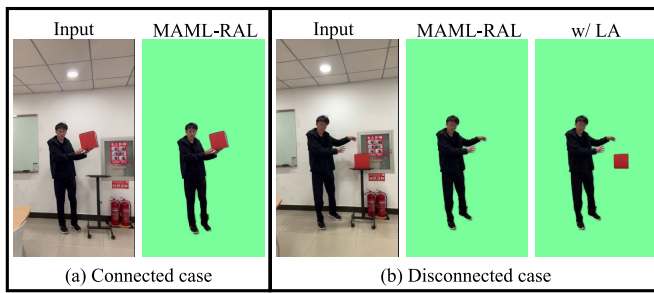 Input MAML-RAL
(a) Connected case
Input MAML-RAL w/ LA
(b) Disconnected case